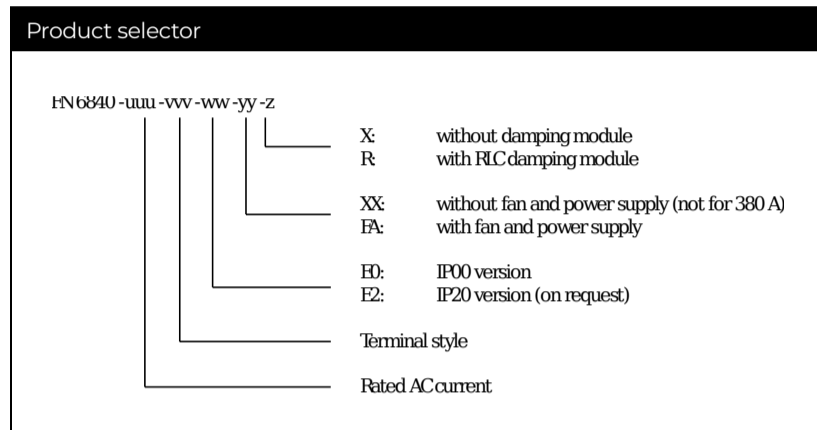 Product selector
FN6840 -uuu -vvv -ww -yy -z
X: without damping module
R: with RLC damping module
XX: without fan and power supply (not for 380 A)
FA: with fan and power supply
E0: IP00 version
E2: IP20 version (on request)
Terminal style
Rated AC current